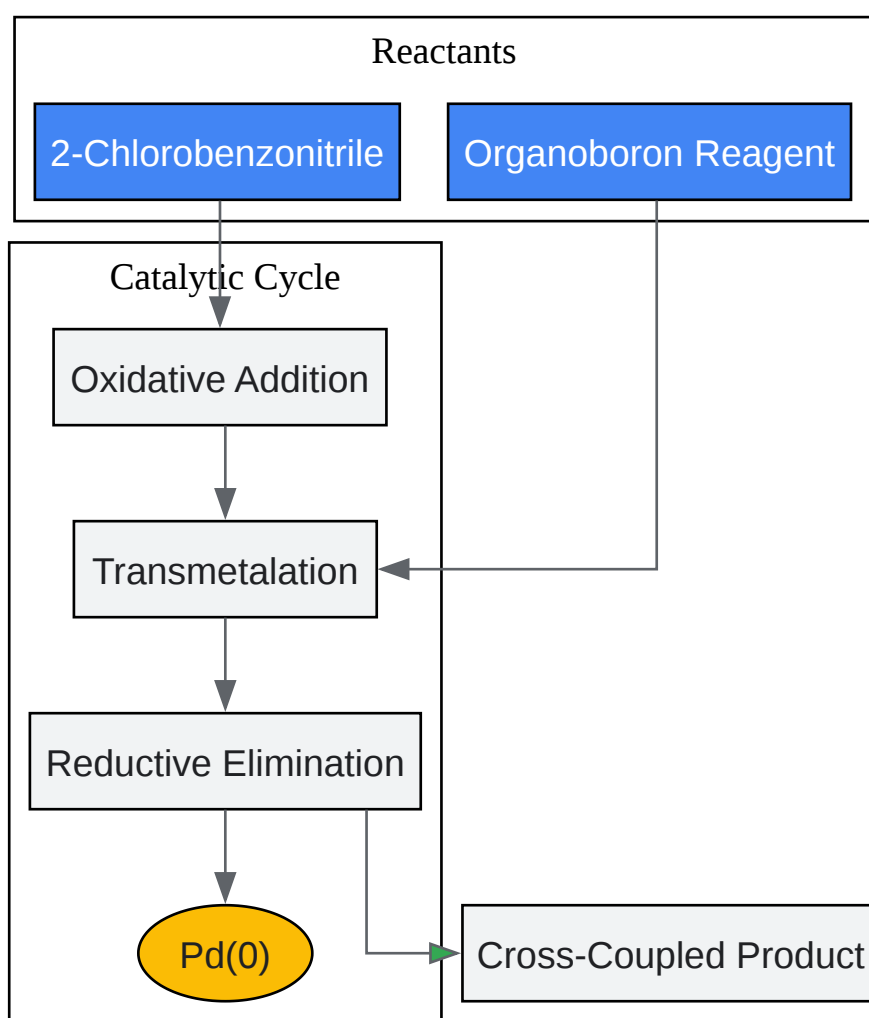 Reactants
2-Chlorobenzonitrile
Organoboron Reagent
Catalytic Cycle
Oxidative Addition
Transmetalation
Reductive Elimination
Pd(0)
Cross-Coupled Product